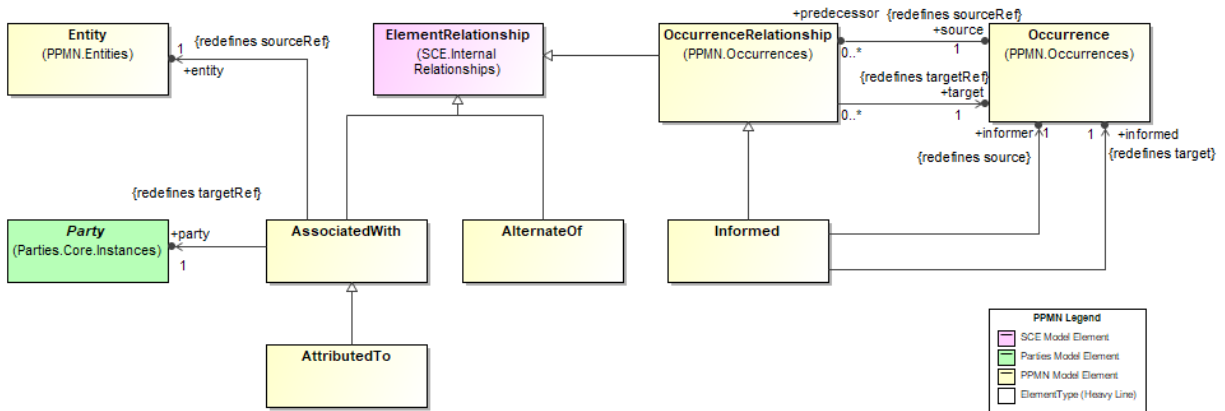 Entity
(PPMN.Entities)
1
{redefines sourceRef}
+entity
ElementRelationship
(SCE.Internal
Relationships)
OccurrenceRelationship
(PPMN.Occurrences)
+predecessor
{redefines sourceRef}
+source
0..*
1
{redefines targetRef}
+target
0..*
1
Occurrence
(PPMN.Occurrences)
+informer
1
{redefines source}
1
+informed
{redefines target}
{redefines targetRef}
Party
(Parties.Core.Instances)
+party
1
AssociatedWith
AlternateOf
Informed
AttributedTo
PPMN Legend
SCE Model Element
Parties Model Element
PPMN Model Element
ElementType (Heavy Line)